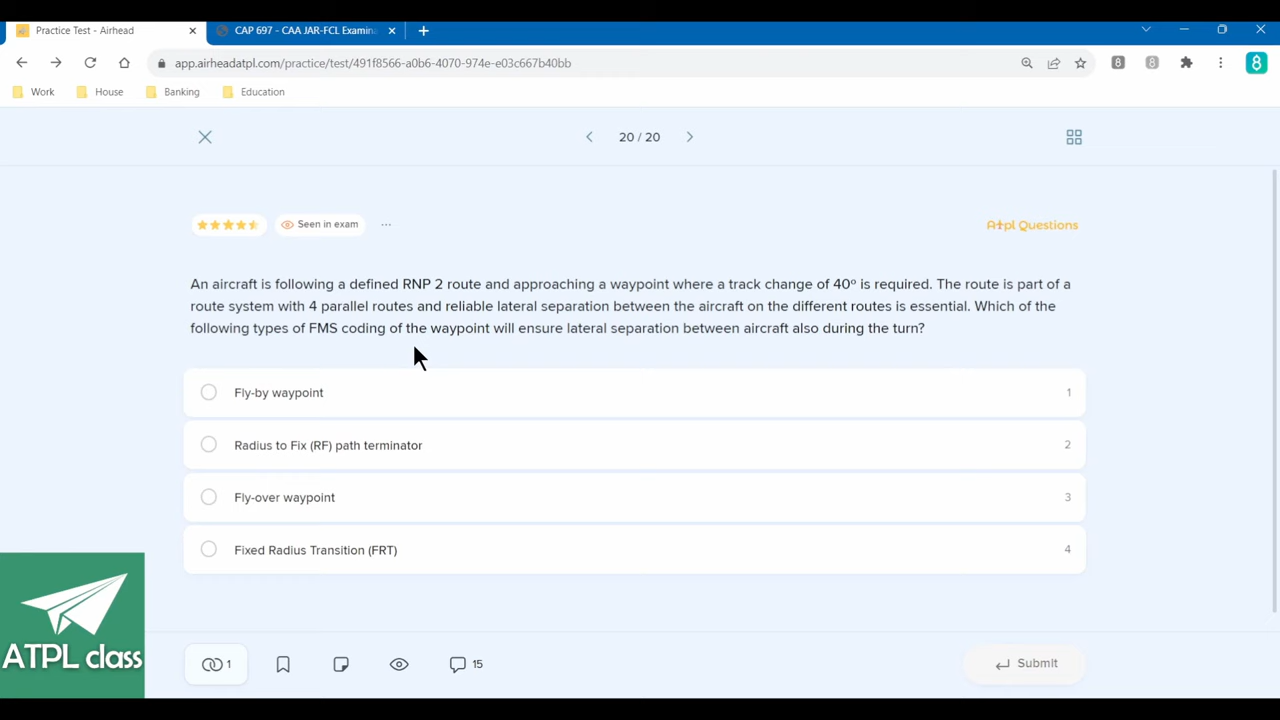 Practice Test - Airhead
CAP 697 - CAA JAR-FCL Examina
app.airheadatpl.com/practice/test/491f8566-a0b6-4070-974e-e03c667b40bb
Work House Banking Education
20 / 20
Seen in exam ...
Atpl Questions
An aircraft is following a defined RNP 2 route and approaching a waypoint where a track change of 40º is required. The route is part of a
route system with 4 parallel routes and reliable lateral separation between the aircraft on the different routes is essential. Which of the
following types of FMS coding of the waypoint will ensure lateral separation between aircraft also during the turn?
Fly-by waypoint 1
Radius to Fix (RF) path terminator 2
Fly-over waypoint 3
Fixed Radius Transition (FRT) 4
ATPL class
1
15
Submit